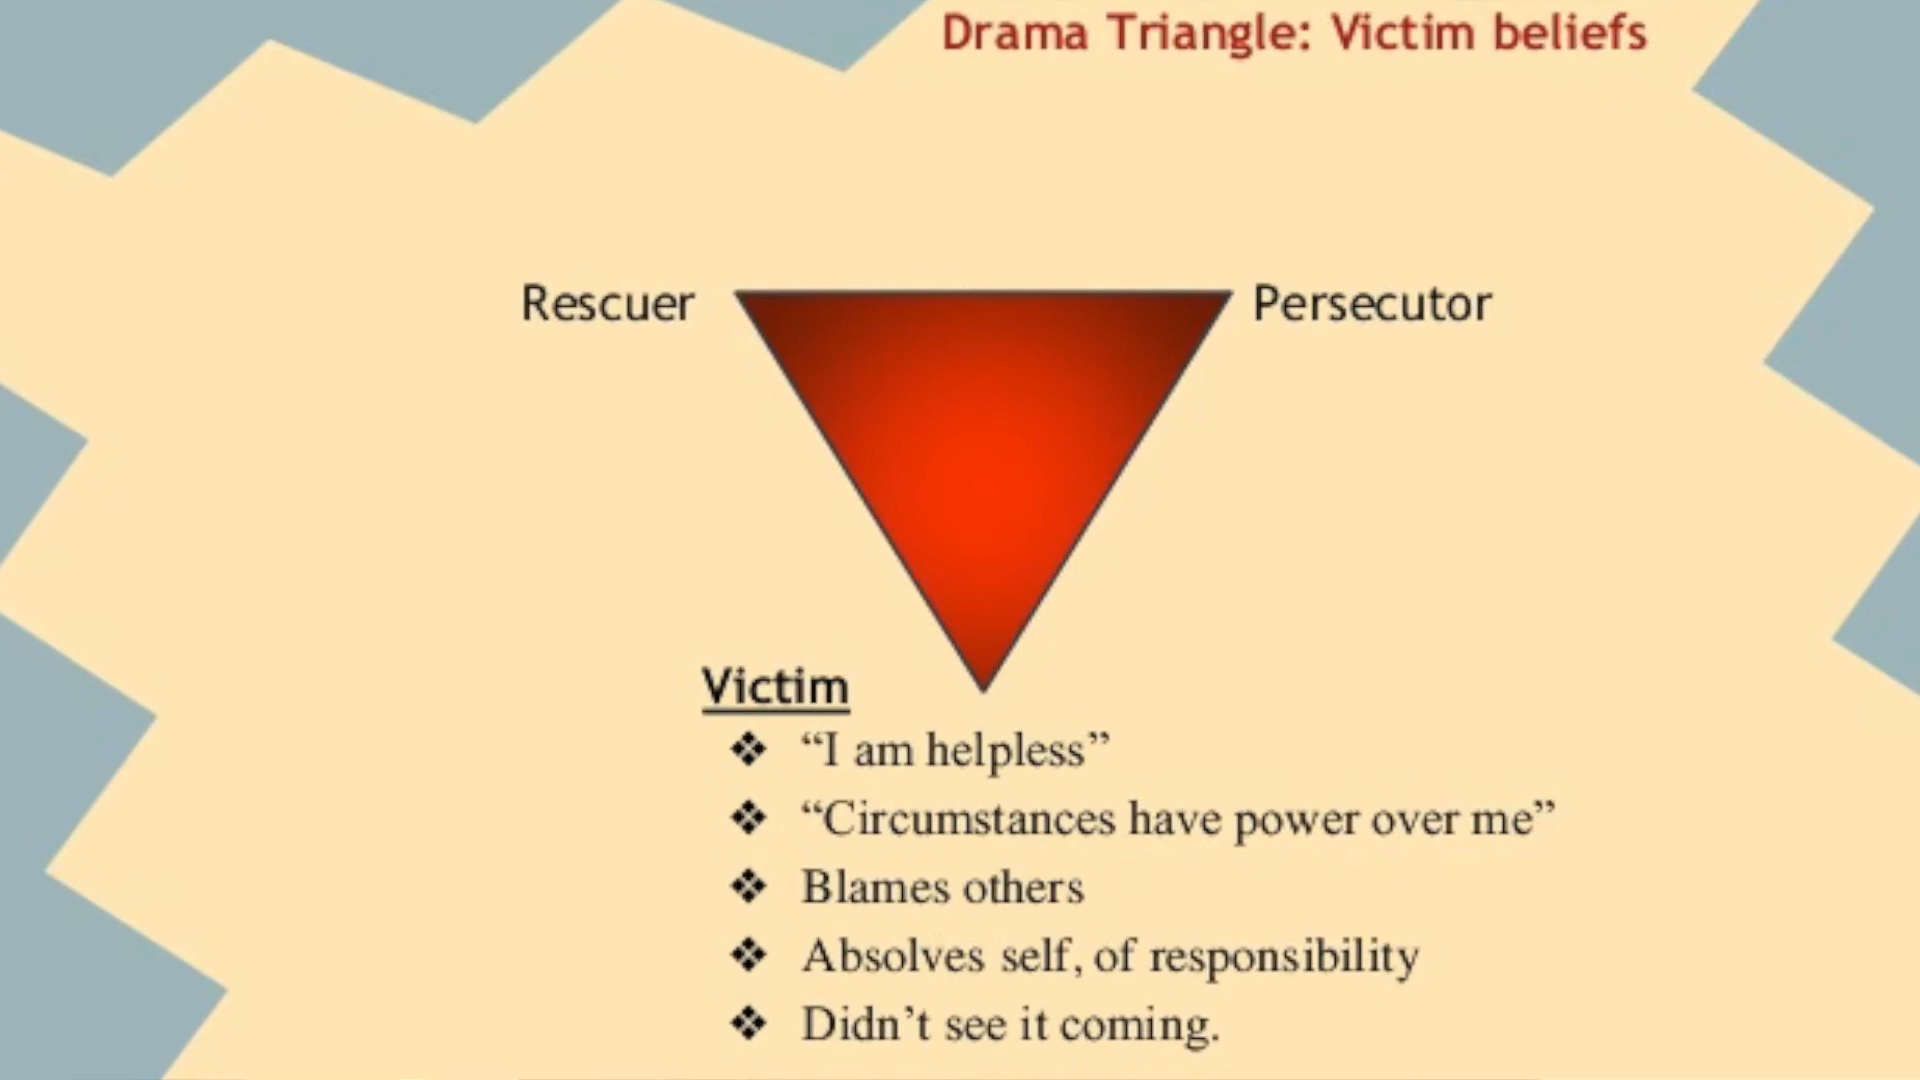 Drama Triangle: Victim beliefs
Rescuer
Persecutor
Victim
❖ “I am helpless”
❖ “Circumstances have power over me”
❖ Blames others
❖ Absolves self, of responsibility
❖ Didn’t see it coming.